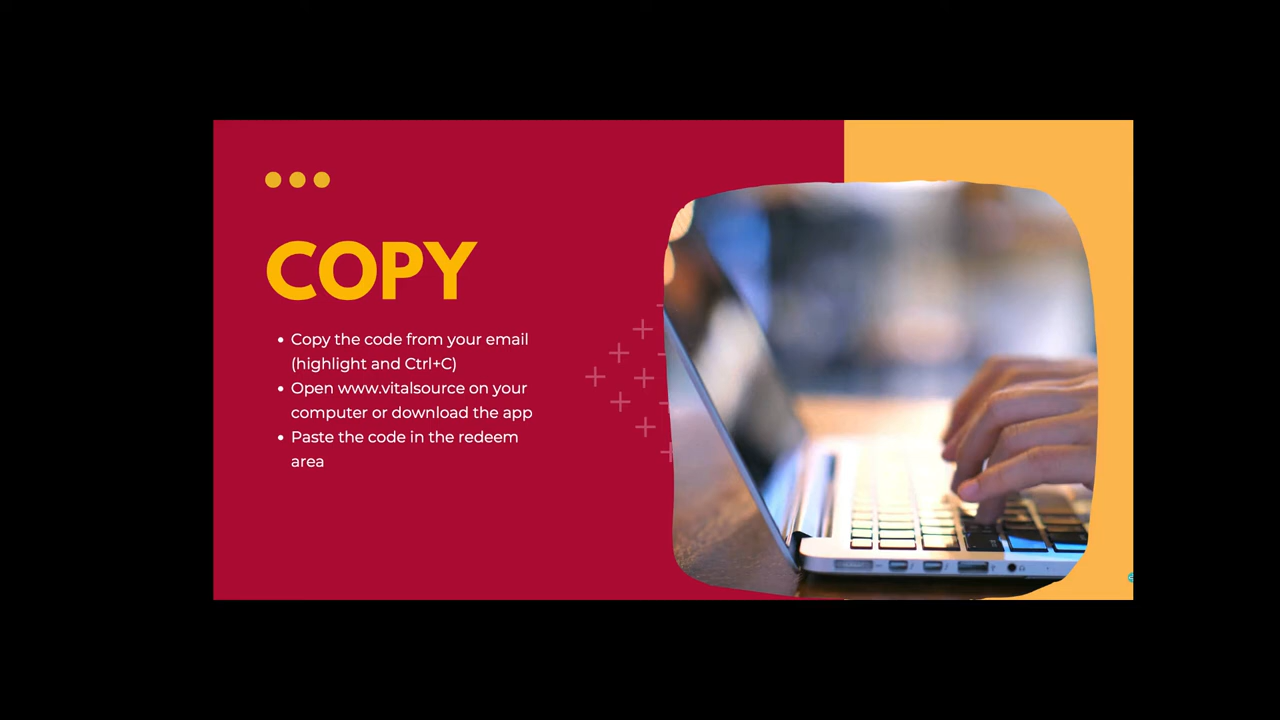 COPY
• Copy the code from your email
(highlight and Ctrl+C)
• Open www.vitalsource on your
computer or download the app
• Paste the code in the redeem
area